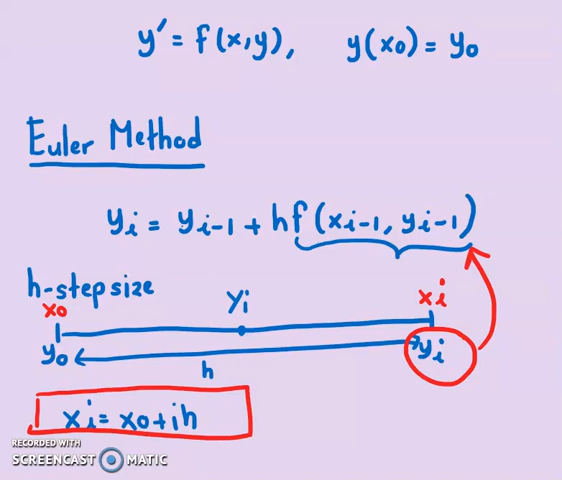 y' = f(x,y), y(x0) = y0
Euler Method
yi = yi-1 + hf(xi-1, yi-1)
h-step size
x0 yi xi
y0 yi
h
xi = x0+ih
RECORDED WITH
SCREENCAST MATIC